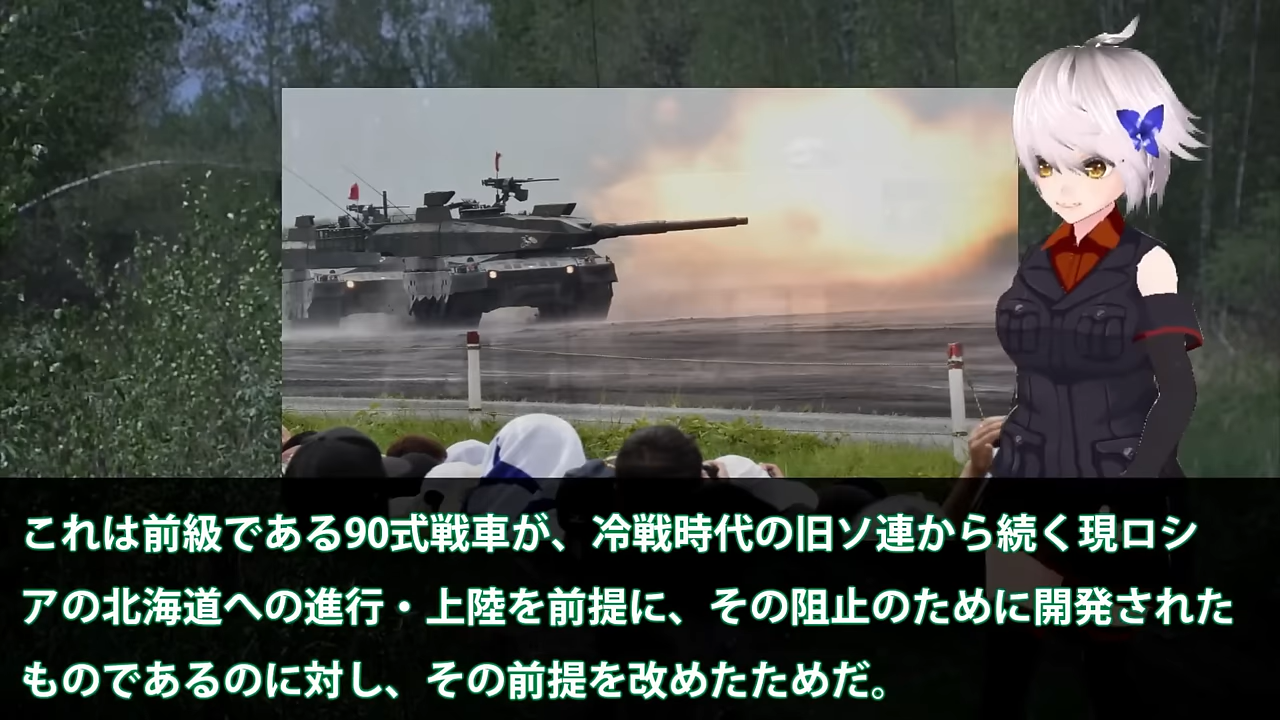 これは前級である90式戦車が、冷戦時代の旧ソ連から続く現ロシ
アの北海道への進行・上陸を前提に、その阻止のために開発された
ものであるのに対し、その前提を改めたためだ。